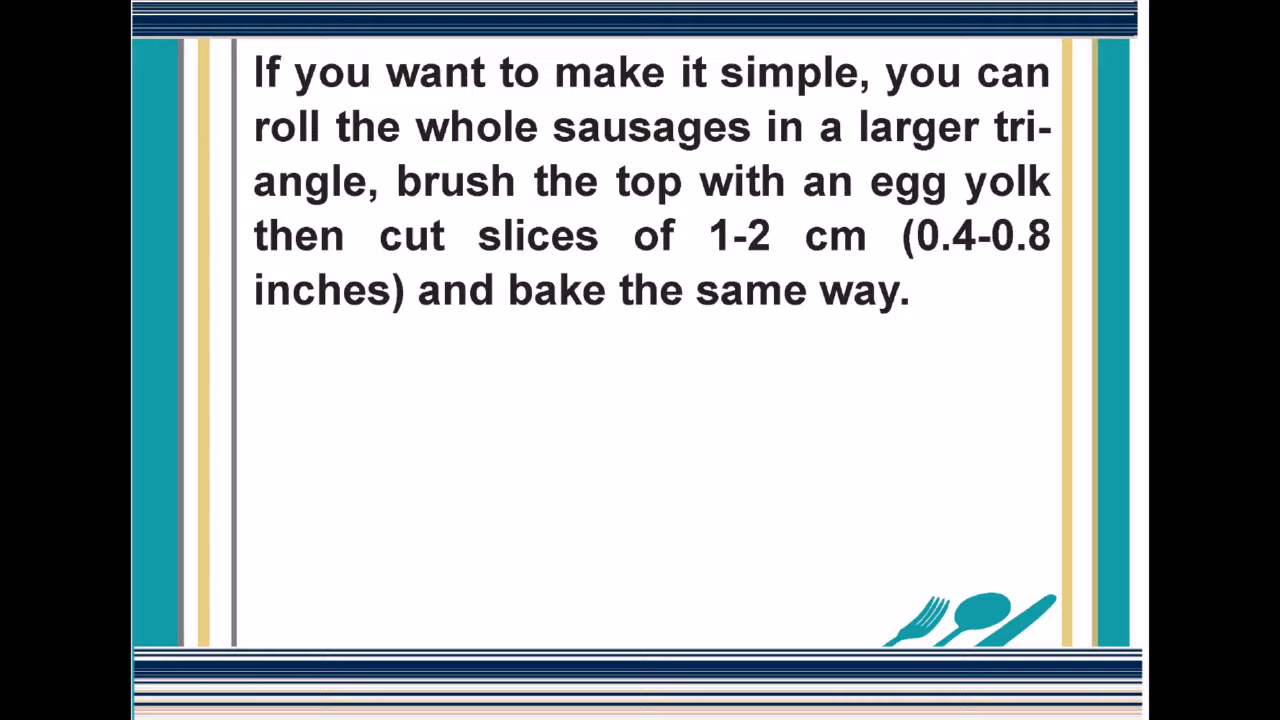 If you want to make it simple, you can
roll the whole sausages in a larger tri-
angle, brush the top with an egg yolk
then cut slices of 1-2 cm (0.4-0.8
inches) and bake the same way.